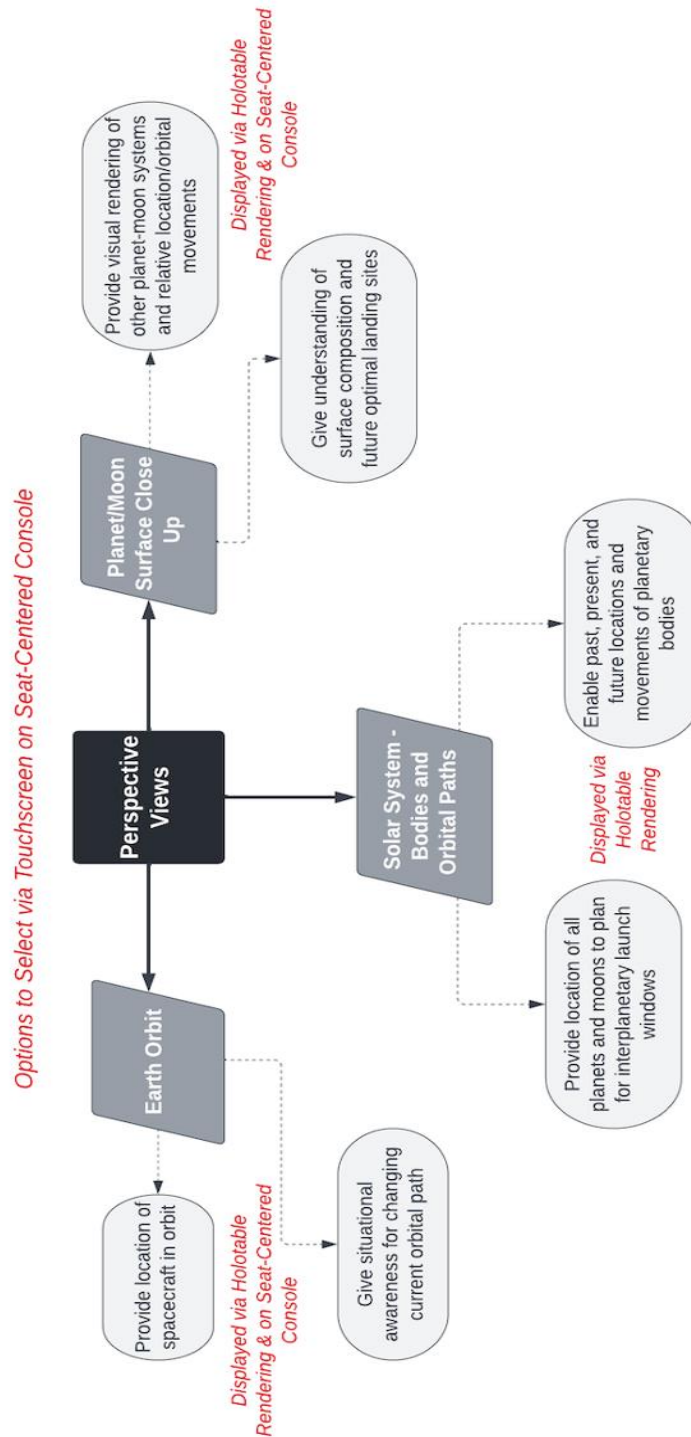 Options to Select via Touchscreen on Seat-Centered Console
Perspective
Views
Earth Orbit
Provide location of
spacecraft in orbit
Displayed via Holotable
Rendering & on Seat-Centered
Console
Give situational
awareness for changing
current orbital path
Solar System -
Bodies and
Orbital Paths
Provide location of all
planets and moons to plan
for interplanetary launch
windows
Displayed via
Holotable
Rendering
Enable past, present, and
future locations and
movements of planetary
bodies
Planet/Moon
Surface Close
Up
Provide visual rendering of
other planet-moon systems
and relative location/orbital
movements
Displayed via Holotable
Rendering & on Seat-Centered
Console
Give understanding of
surface composition and
future optimal landing sites